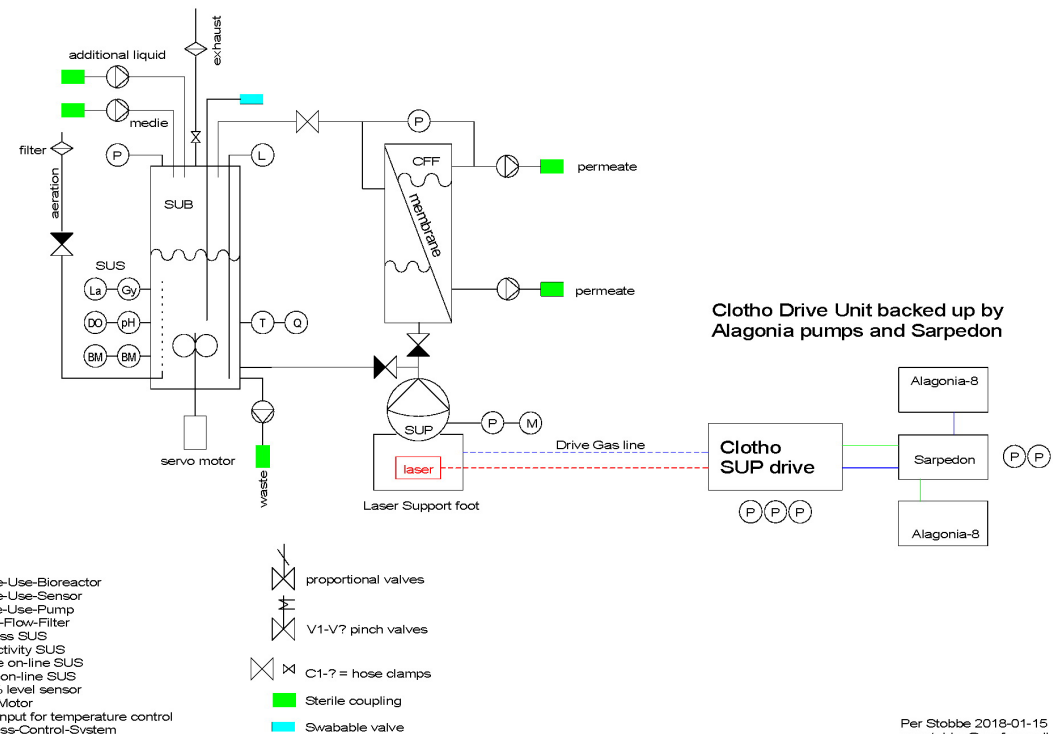 exhaust
additional liquid
medie
filter
aeration
P
L
P
CFF
membrane
permeate
permeate
SUB
SUS
La
Gy
DO
pH
BM
BM
T
Q
servo motor
waste
SUP
P
M
laser
Laser Support foot
Drive Gas line
Clotho Drive Unit backed up by
Alagonia pumps and Sarpedon
Clotho
SUP drive
P P P
Alagonia-8
Sarpedon
P P
Alagonia-8
e-Use-Bioreactor
e-Use-Sensor
e-Use-Pump
-Flow-Filter
ss SUS
ctivity SUS
e on-line SUS
on-line SUS
level sensor
Motor
nput for temperature control
ss-Control-System
proportional valves
V1-V? pinch valves
C1-? = hose clamps
Sterile coupling
Swabable valve
Per Stobbe 2018-01-15